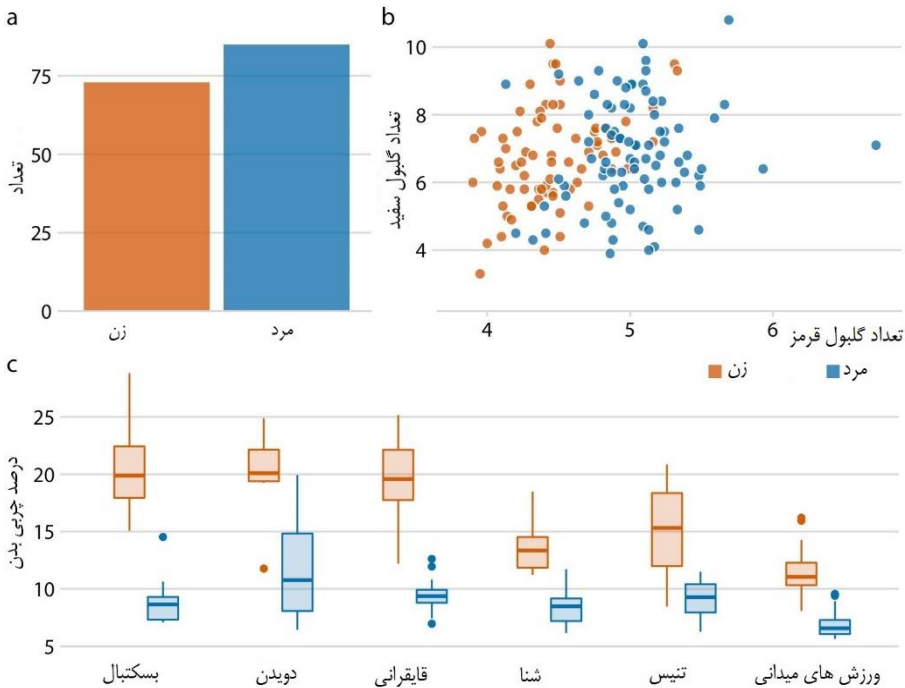 a
تعداد
75
50
25
0
زن
مرد
b
تعداد گلبول سفید
10
8
6
4
4
5
6
تعداد گلبول قرمز
زن
مرد
c
درصد چربی بدن
25
20
15
10
5
بسکتبال
دویدن
قایقرانی
شنا
تنیس
ورزش های میدانی